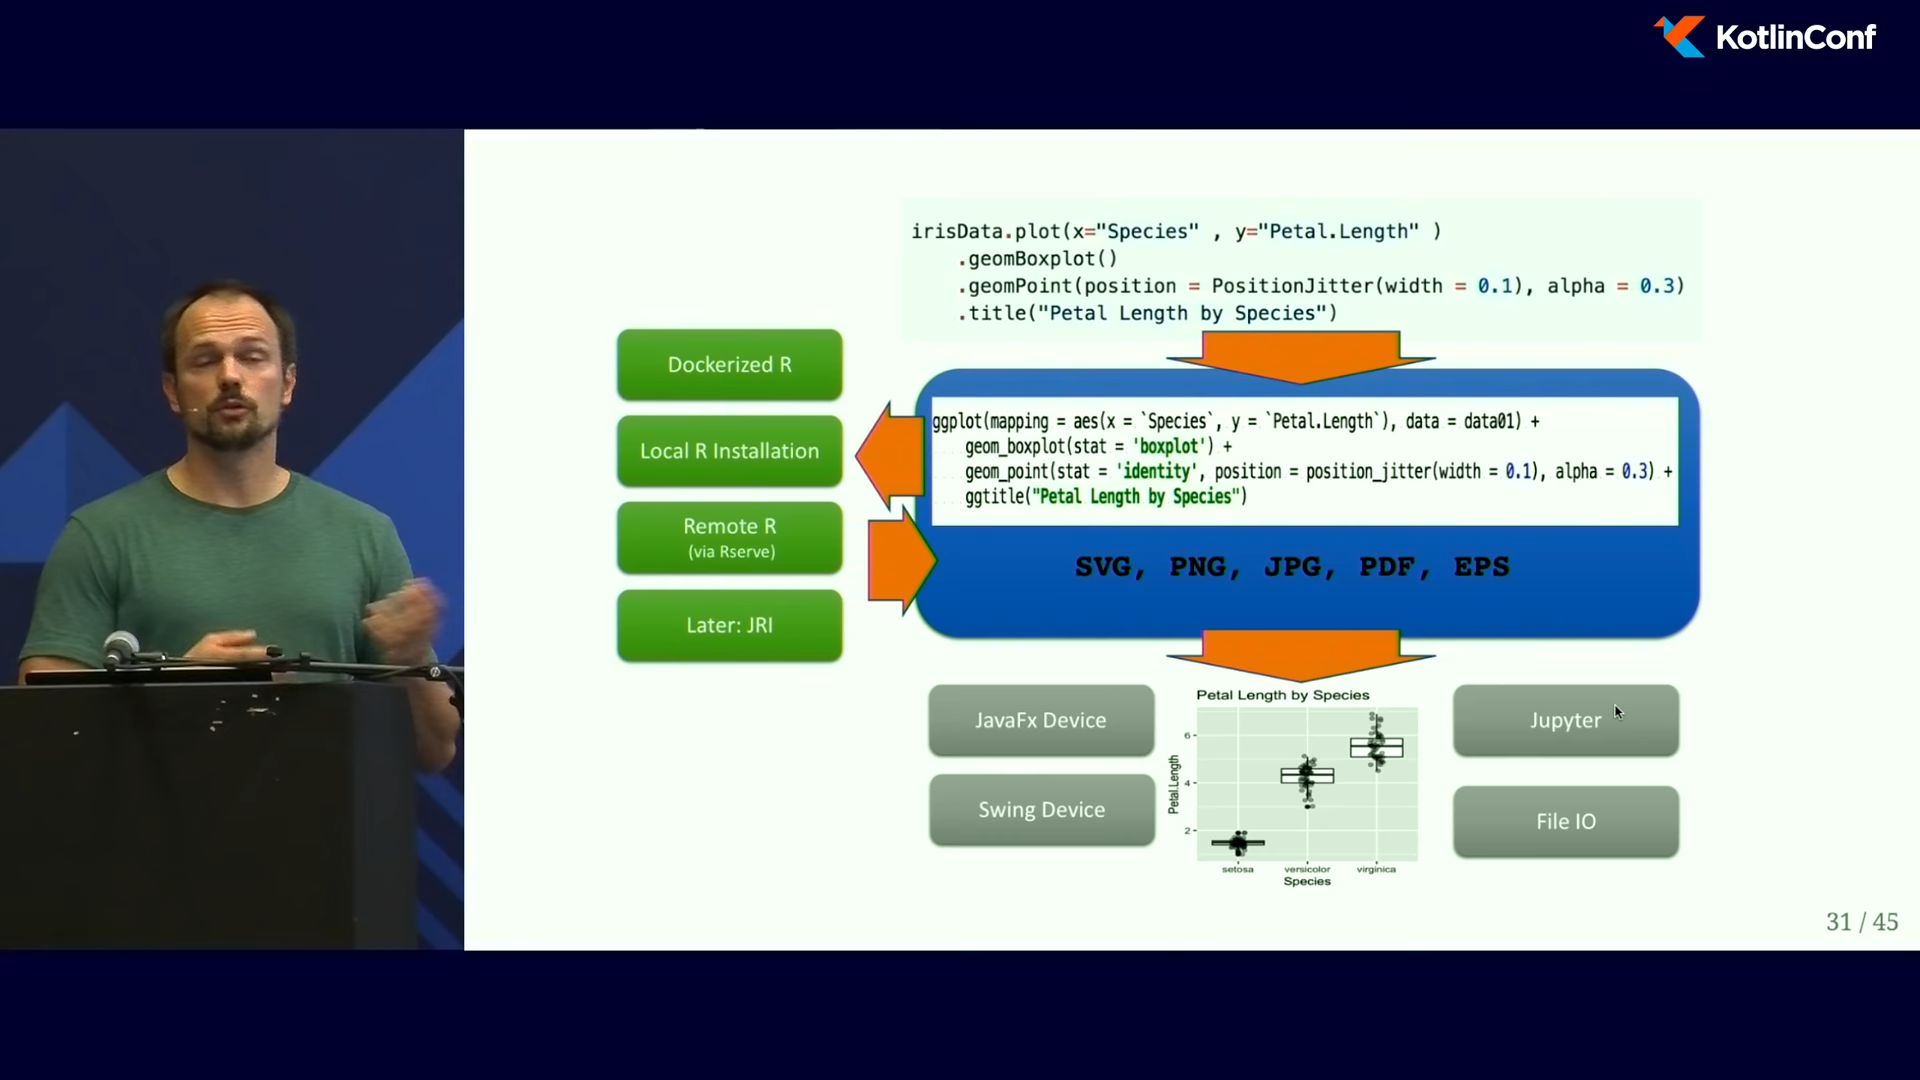 KotlinConf
irisData.plot(x="Species" , y="Petal.Length" )
.geomBoxplot()
.geomPoint(position = PositionJitter(width = 0.1), alpha = 0.3)
.title("Petal Length by Species")
Dockerized R
Local R Installation
Remote R
(via Rserve)
Later: JRI
ggplot(mapping = aes(x = `Species`, y = `Petal.Length`), data = data01) +
geom_boxplot(stat = 'boxplot') +
geom_point(stat = 'identity', position = position_jitter(width = 0.1), alpha = 0.3) +
ggtitle("Petal Length by Species")
SVG, PNG, JPG, PDF, EPS
JavaFx Device
Swing Device
Petal Length by Species
Petal.Length
6
4
2
setosa versicolor virginica
Species
Jupyter
File IO
31 / 45